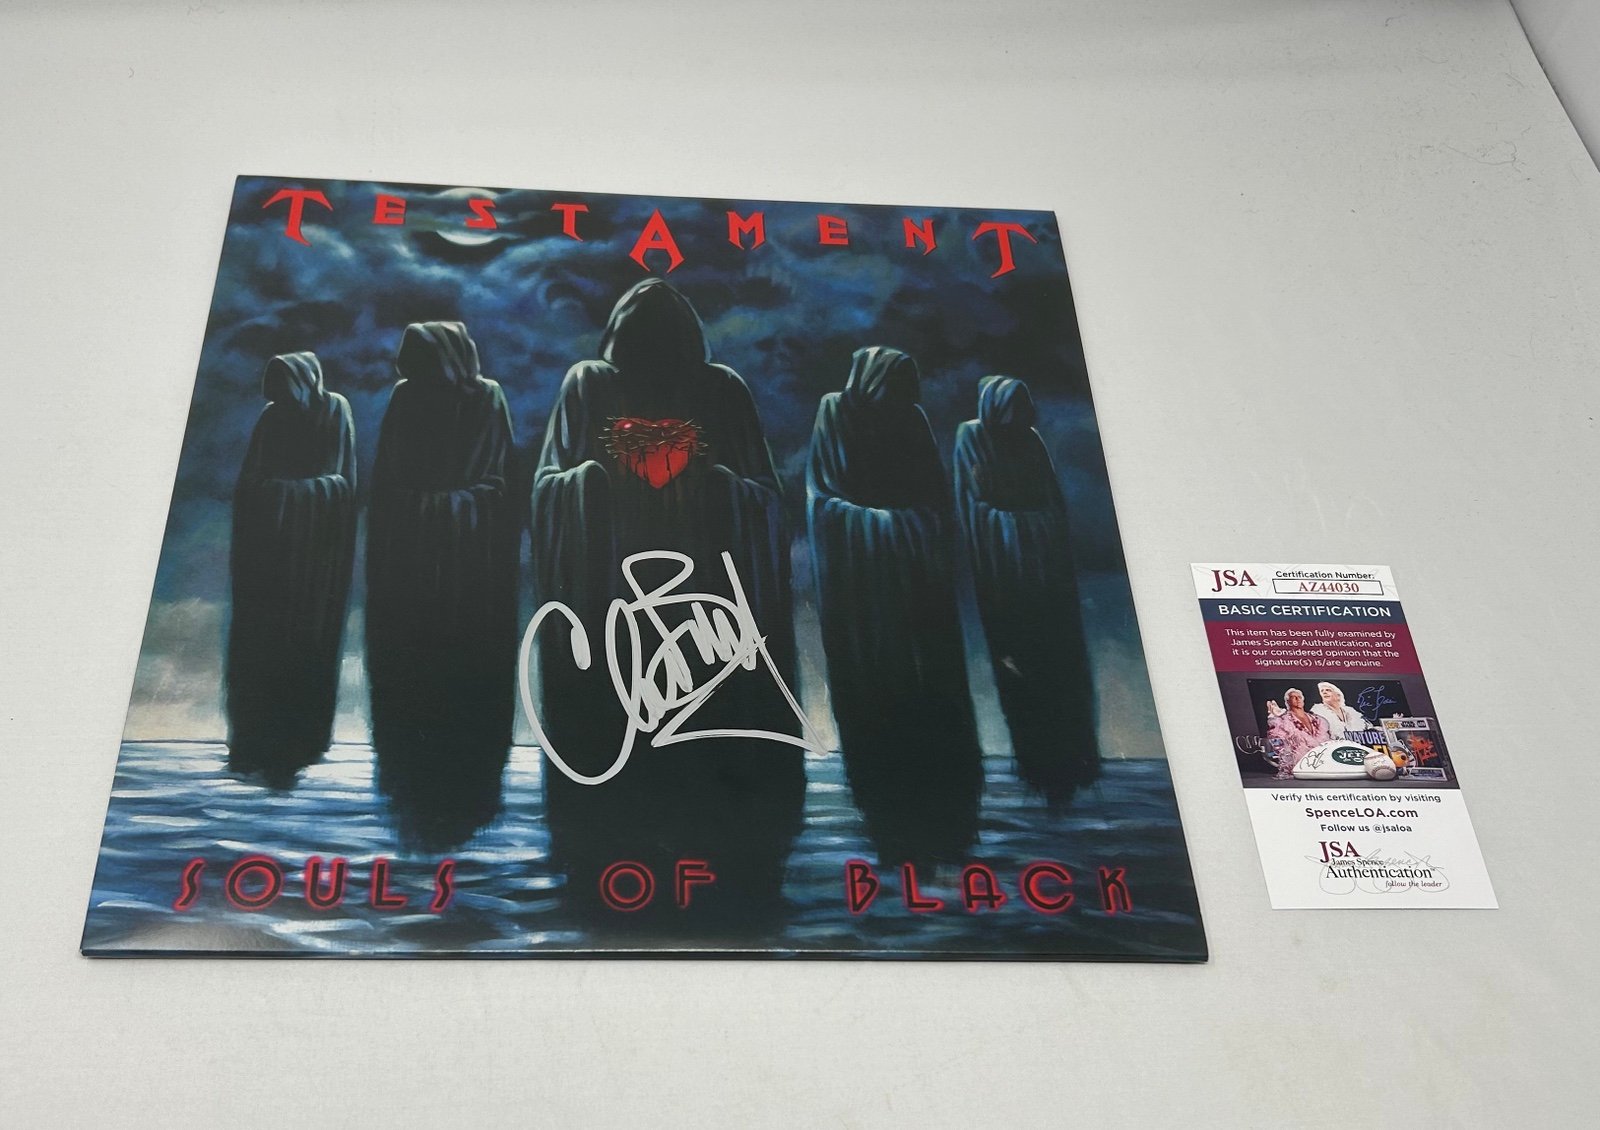 TESTAMENT
SOULS OF BLACK
JSA
Certification Number:
AZ44030
BASIC CERTIFICATION
This item has been fully examined by
James Spence Authentication, and
it is our considered opinion that the
signature(s) is/are genuine.
NATURE
JETS
Verify this certification by visiting
SpenceLOA.com
Follow us @jsaloa
JSA
James Spence
Authentication
follow the leader